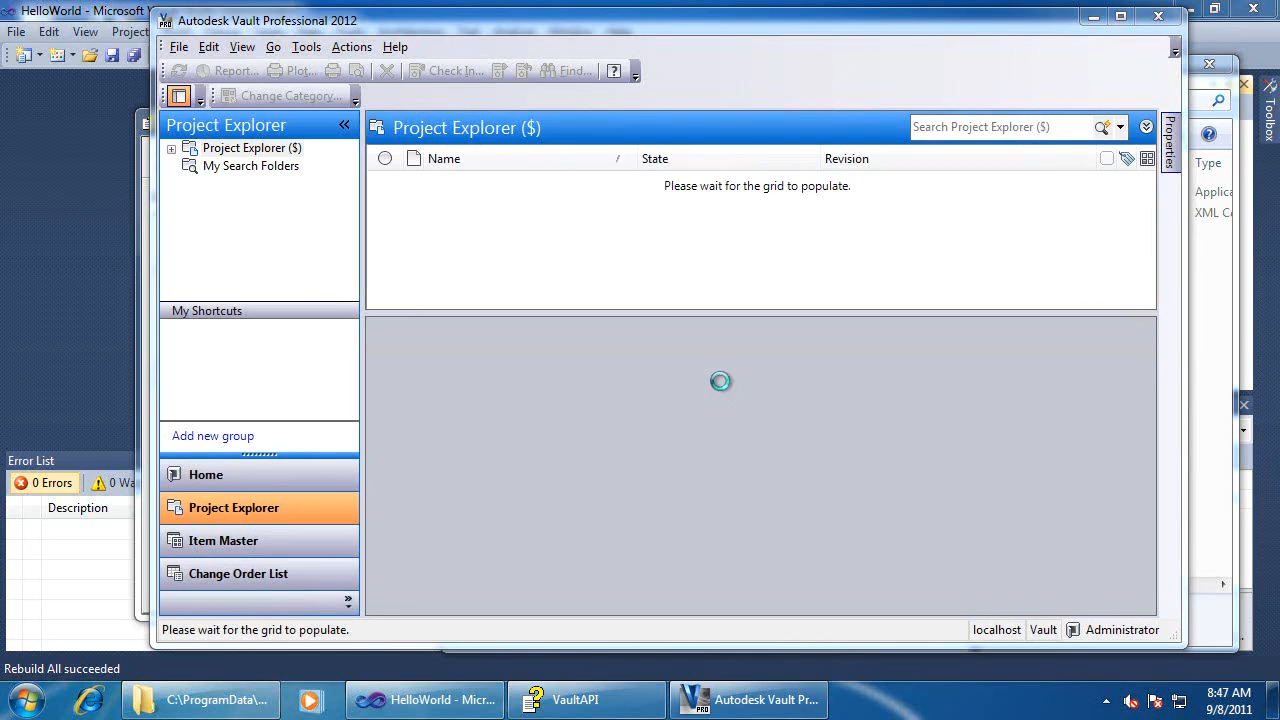 HelloWorld - Microsoft V
Autodesk Vault Professional 2012
File Edit View Project
File Edit View Go Tools Actions Help
Report... Plot... Check In... Find...
Change Category...
Project Explorer
Project Explorer ($)
Search Project Explorer ($)
Properties
Toolbox
Project Explorer ($)
My Search Folders
Name
State
Revision
Please wait for the grid to populate.
Type
Applica
XML Co
My Shortcuts
Add new group
Home
Project Explorer
Item Master
Change Order List
Error List
0 Errors
0 Wa
Description
Please wait for the grid to populate.
localhost
Vault
Administrator
Rebuild All succeeded
C:\ProgramData\...
HelloWorld - Micr...
VaultAPI
Autodesk Vault Pr...
8:47 AM
9/8/2011